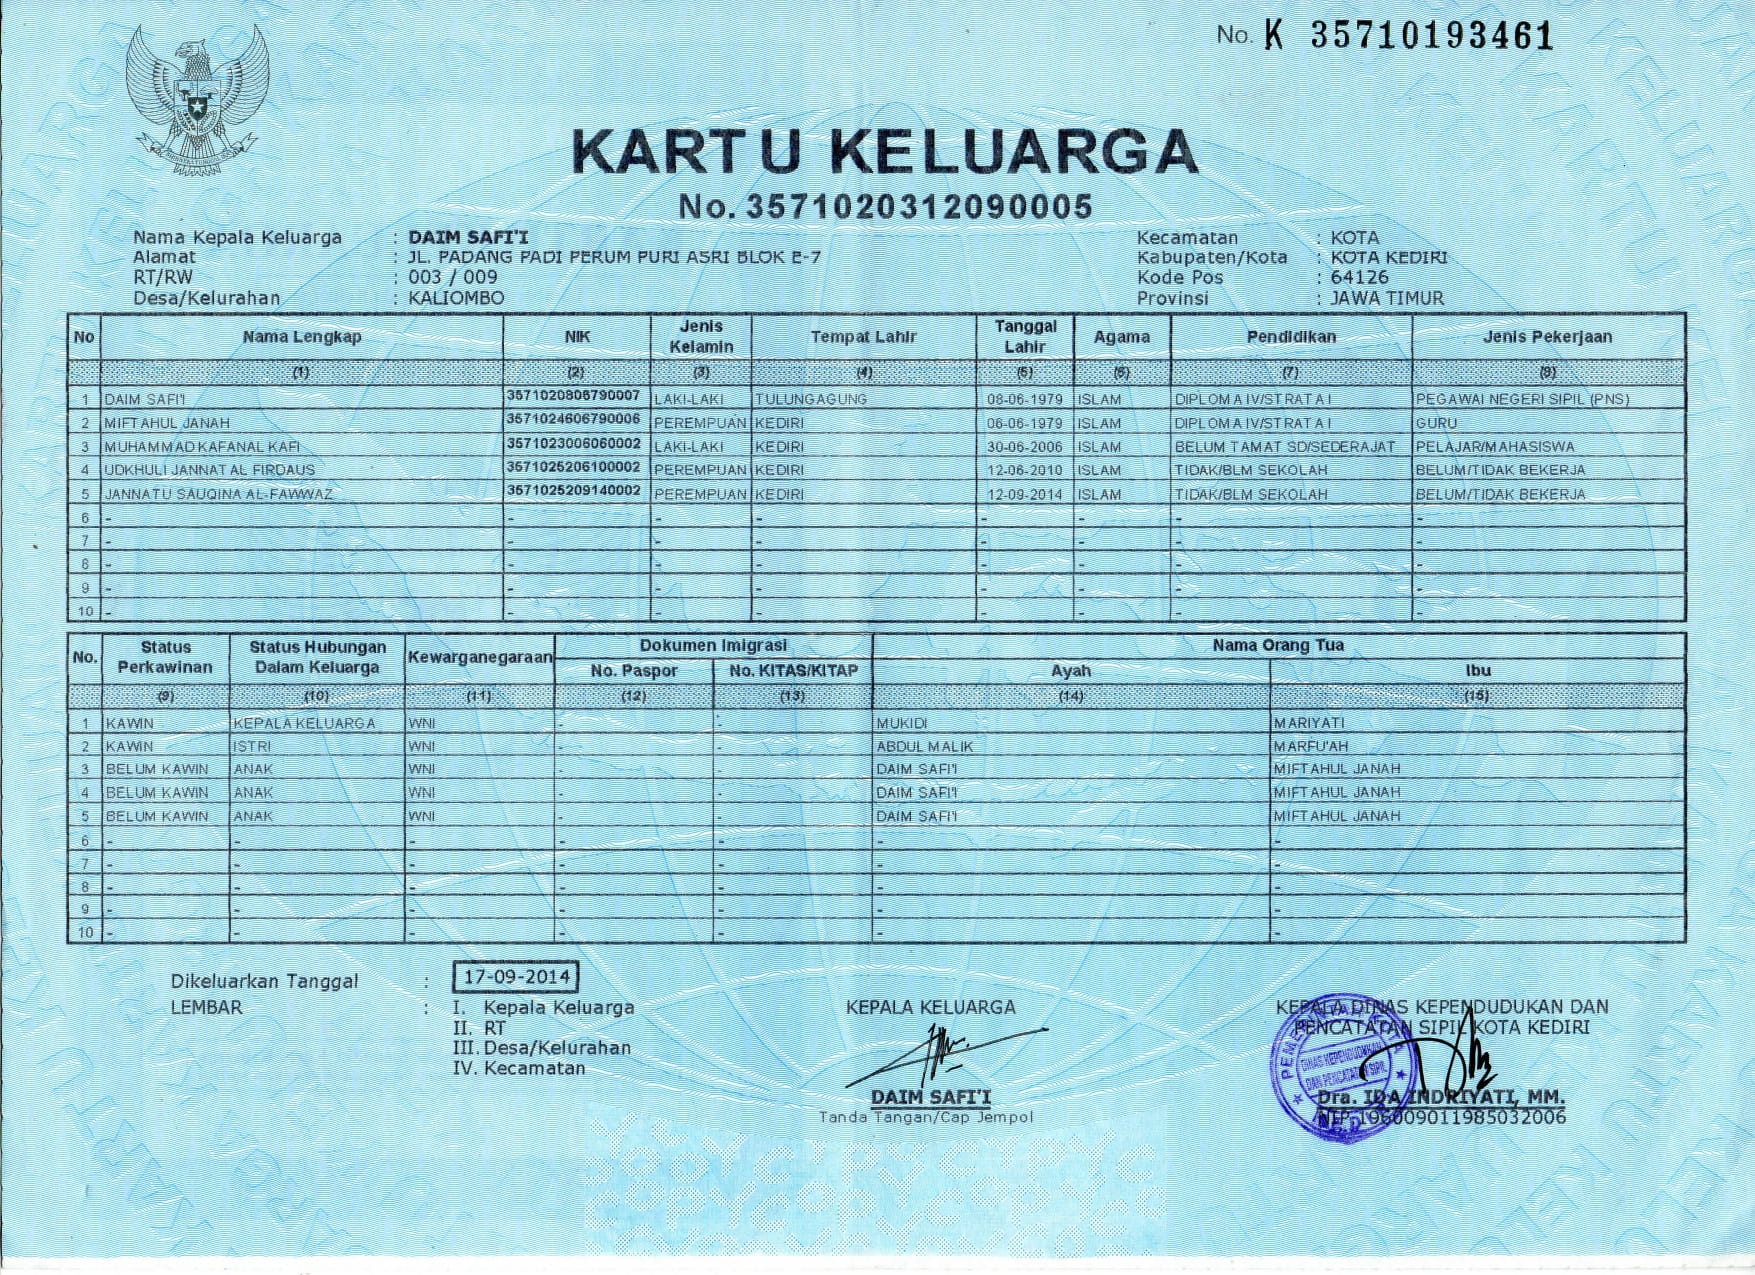 No. K 35710193461
KARTU KELUARGA
No. 3571020312090005
Nama Kepala Keluarga : DAIM SAFI'I
Alamat : JL. PADANG PADI PERUM PURI ASRI BLOK E-7
RT/RW : 003 / 009
Desa/Kelurahan : KALIOMBO
Kecamatan : KOTA
Kabupaten/Kota : KOTA KEDIRI
Kode Pos : 64126
Provinsi : JAWA TIMUR
No Nama Lengkap NIK Jenis Kelamin Tempat Lahir Tanggal Lahir Agama Pendidikan Jenis Pekerjaan
(1) (2) (3) (4) (5) (6) (7) (8)
1 DAIM SAFI'I 3571020806790007 LAKI-LAKI TULUNGAGUNG 08-06-1979 ISLAM DIPLOMA IV/STRATA I PEGAWAI NEGERI SIPIL (PNS)
2 MIFTAHUL JANAH 3571024606790006 PEREMPUAN KEDIRI 06-06-1979 ISLAM DIPLOMA IV/STRATA I GURU
3 MUHAMMAD KAFANAL KAFI 3571023006060002 LAKI-LAKI KEDIRI 30-06-2006 ISLAM BELUM TAMAT SD/SEDERAJAT PELAJAR/MAHASISWA
4 UDKHULI JANNAT AL FIRDAUS 3571025206100002 PEREMPUAN KEDIRI 12-06-2010 ISLAM TIDAK/BLM SEKOLAH BELUM/TIDAK BEKERJA
5 JANNATU SAUQINA AL-FAWWAZ 3571025209140002 PEREMPUAN KEDIRI 12-09-2014 ISLAM TIDAK/BLM SEKOLAH BELUM/TIDAK BEKERJA
6 - - - - - - - -
7 - - - - - - - -
8 - - - - - - - -
9 - - - - - - - -
10 - - - - - - - -
No. Status Perkawinan Status Hubungan Dalam Keluarga Kewarganegaraan Dokumen Imigrasi Nama Orang Tua
No. Paspor No. KITAS/KITAP Ayah Ibu
(9) (10) (11) (12) (13) (14) (15)
1 KAWIN KEPALA KELUARGA WNI - - MUKIDI MARIYATI
2 KAWIN ISTRI WNI - - ABDUL MALIK MARFU'AH
3 BELUM KAWIN ANAK WNI - - DAIM SAFI'I MIFTAHUL JANAH
4 BELUM KAWIN ANAK WNI - - DAIM SAFI'I MIFTAHUL JANAH
5 BELUM KAWIN ANAK WNI - - DAIM SAFI'I MIFTAHUL JANAH
6 - - - - - - -
7 - - - - - - -
8 - - - - - - -
9 - - - - - - -
10 - - - - - - -
Dikeluarkan Tanggal : 17-09-2014
LEMBAR : I. Kepala Keluarga
II. RT
III. Desa/Kelurahan
IV. Kecamatan
KEPALA KELUARGA
DAIM SAFI'I
Tanda Tangan/Cap Jempol
KEPALA DINAS KEPENDUDUKAN DAN
PENCATATAN SIPIL KOTA KEDIRI
PEMERINTAH KOTA
DINAS KEPENDUDUKAN
DAN PENCATATAN SIPIL
Dra. IDA INDRIYATI, MM.
NIP. 196009011985032006